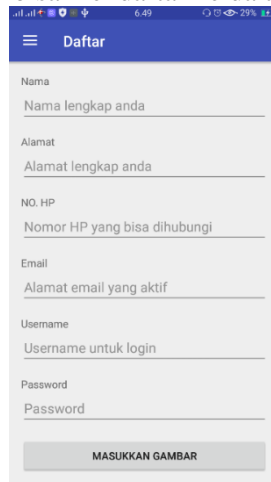 6.49 29%
Daftar
Nama
Nama lengkap anda
Alamat
Alamat lengkap anda
NO. HP
Nomor HP yang bisa dihubungi
Email
Alamat email yang aktif
Username
Username untuk login
Password
Password
MASUKKAN GAMBAR